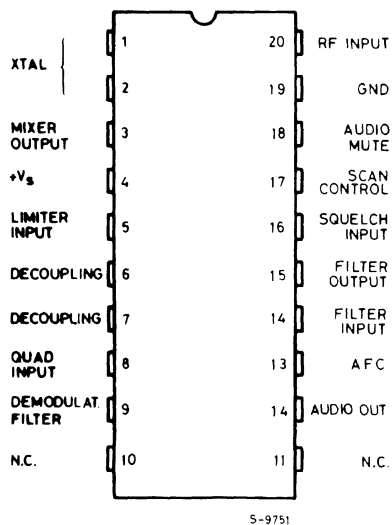 1
20
RF INPUT
XTAL
2
19
GND
MIXER
OUTPUT
3
18
AUDIO
MUTE
+Vs
4
17
SCAN
CONTROL
LIMITER
INPUT
5
16
SQUELCH
INPUT
DECOUPLING
6
15
FILTER
OUTPUT
DECOUPLING
7
14
FILTER
INPUT
QUAD
INPUT
8
13
AFC
DEMODULAT.
FILTER
9
14
AUDIO OUT
N.C.
10
11
N.C.
S-9751